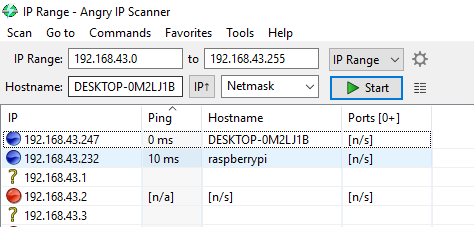 IP Range - Angry IP Scanner
Scan Go to Commands Favorites Tools Help
IP Range: 192.168.43.0 to 192.168.43.255 IP Range
Hostname: DESKTOP-0M2LJ1B IP↑ Netmask Start
IP Ping Hostname Ports [0+]
192.168.43.247 0 ms DESKTOP-0M2LJ1B [n/s]
192.168.43.232 10 ms raspberrypi [n/s]
192.168.43.1
192.168.43.2 [n/a] [n/s] [n/s]
192.168.43.3